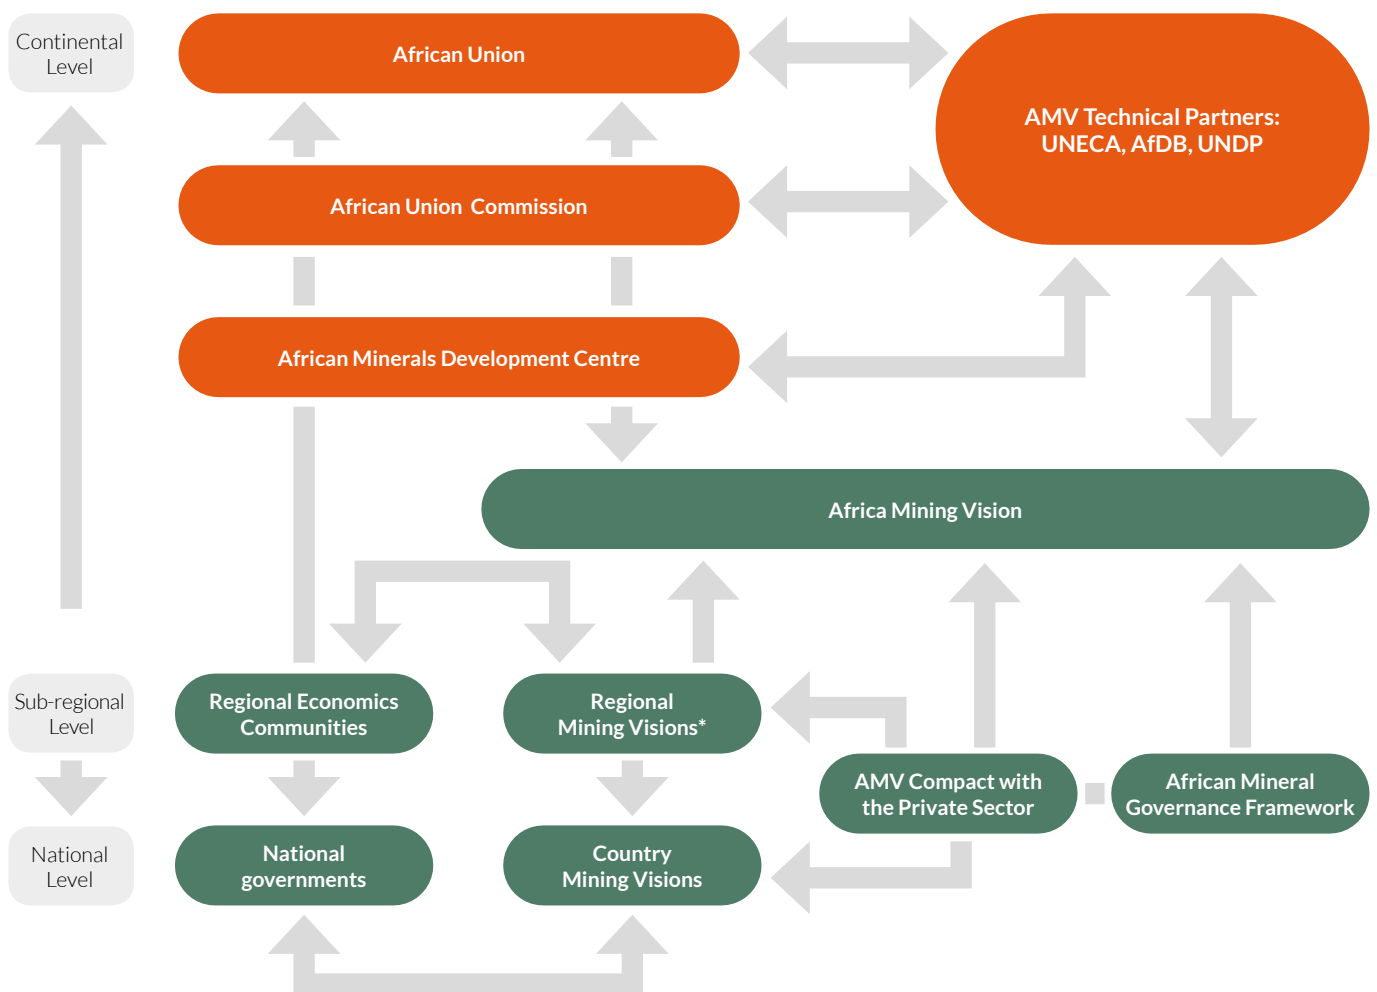 Continental
Level
African Union
AMV Technical Partners:
UNECA, AfDB, UNDP
African Union Commission
African Minerals Development Centre
Africa Mining Vision
Sub-regional
Level
Regional Economics
Communities
Regional
Mining Visions*
AMV Compact with
the Private Sector
African Mineral
Governance Framework
National
Level
National
governments
Country
Mining Visions